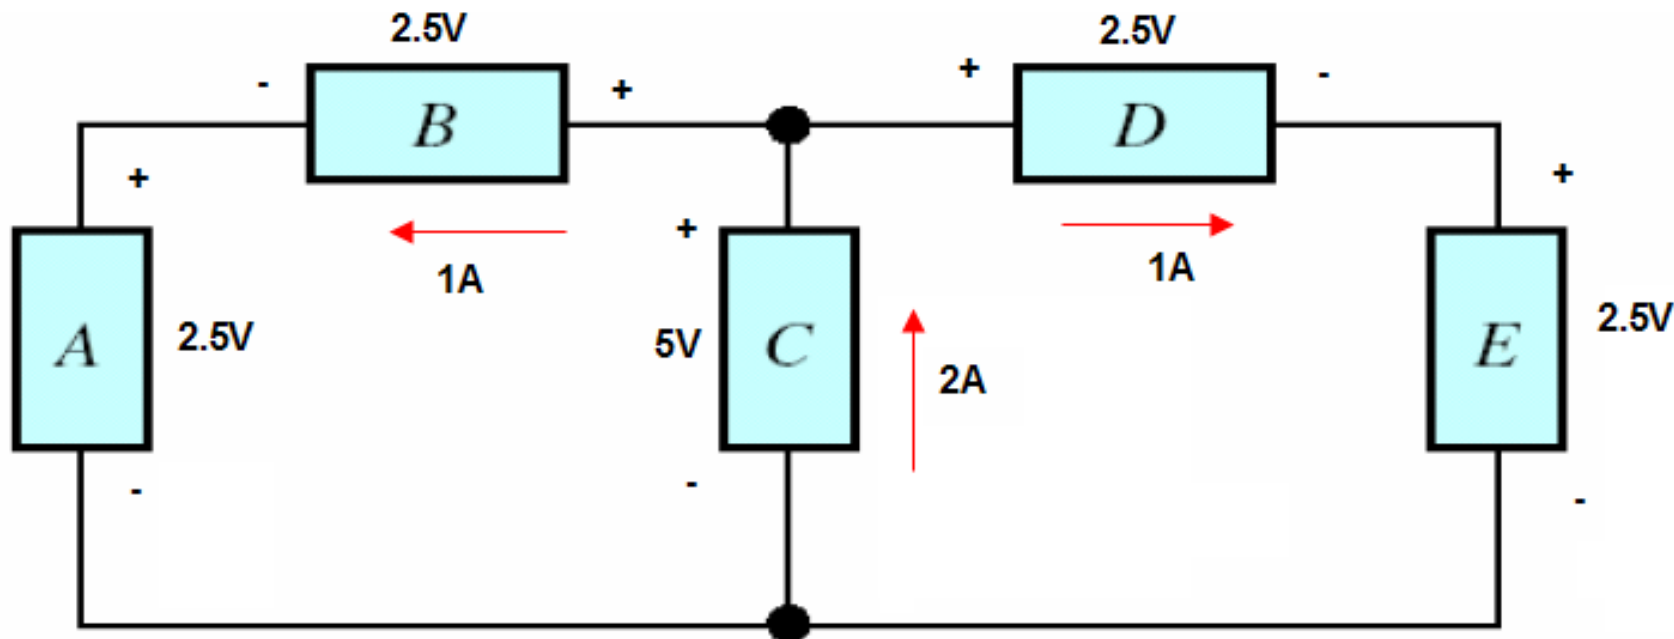 2.5V
2.5V
- B + + D -
1A
1A
+ + +
A 2.5V
5V C 2A
E 2.5V
- - -